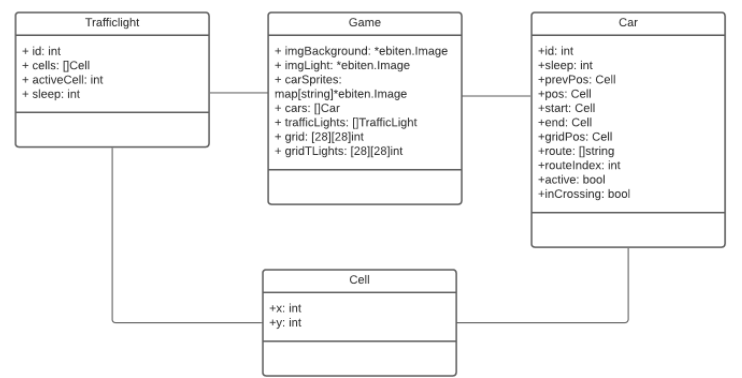 Trafficlight
+ id: int
+ cells: []Cell
+ activeCell: int
+ sleep: int
Game
+ imgBackground: *ebiten.Image
+ imgLight: *ebiten.Image
+ carSprites:
map[string]*ebiten.Image
+ cars: []Car
+ trafficLights: []TrafficLight
+ grid: [28][28]int
+ gridTLights: [28][28]int
Car
+id: int
+sleep: int
+prevPos: Cell
+pos: Cell
+start: Cell
+end: Cell
+gridPos: Cell
+route: []string
+routeIndex: int
+active: bool
+inCrossing: bool
Cell
+x: int
+y: int